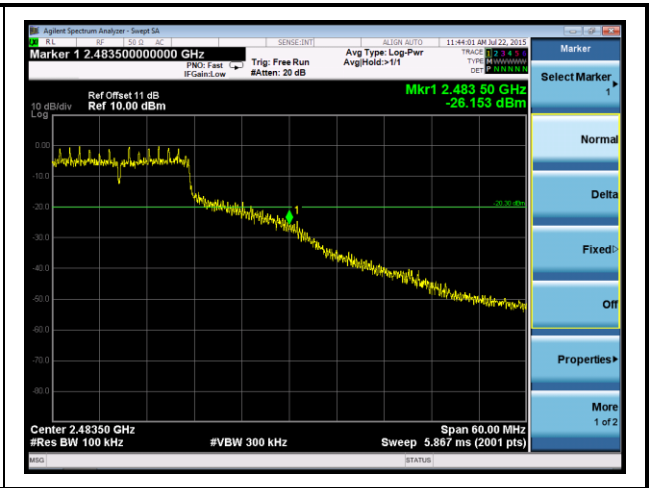 Agilent Spectrum Analyzer - Swept SA
RL RF 50 Ω AC SENSE:INT ALIGN AUTO 11:44:01 AM Jul 22, 2015
Marker 1 2.483500000000 GHz
PNO: Fast
IFGain:Low
Trig: Free Run
#Atten: 20 dB
Avg Type: Log-Pwr
Avg|Hold:>1/1
TRACE 1 2 3 4 5 6
TYPE MWWWWW
DET P NNNNN
Mkr1 2.483 50 GHz
-26.153 dBm
Ref Offset 11 dB
10 dB/div Ref 10.00 dBm
Log
0.00
-10.0
-20.0
-30.0
-40.0
-50.0
-60.0
-70.0
-80.0
1
-20.30 dBm
Center 2.48350 GHz Span 60.00 MHz
#Res BW 100 kHz #VBW 300 kHz Sweep 5.867 ms (2001 pts)
MSG STATUS
Marker
Select Marker
1
Normal
Delta
Fixed
Off
Properties
More
1 of 2